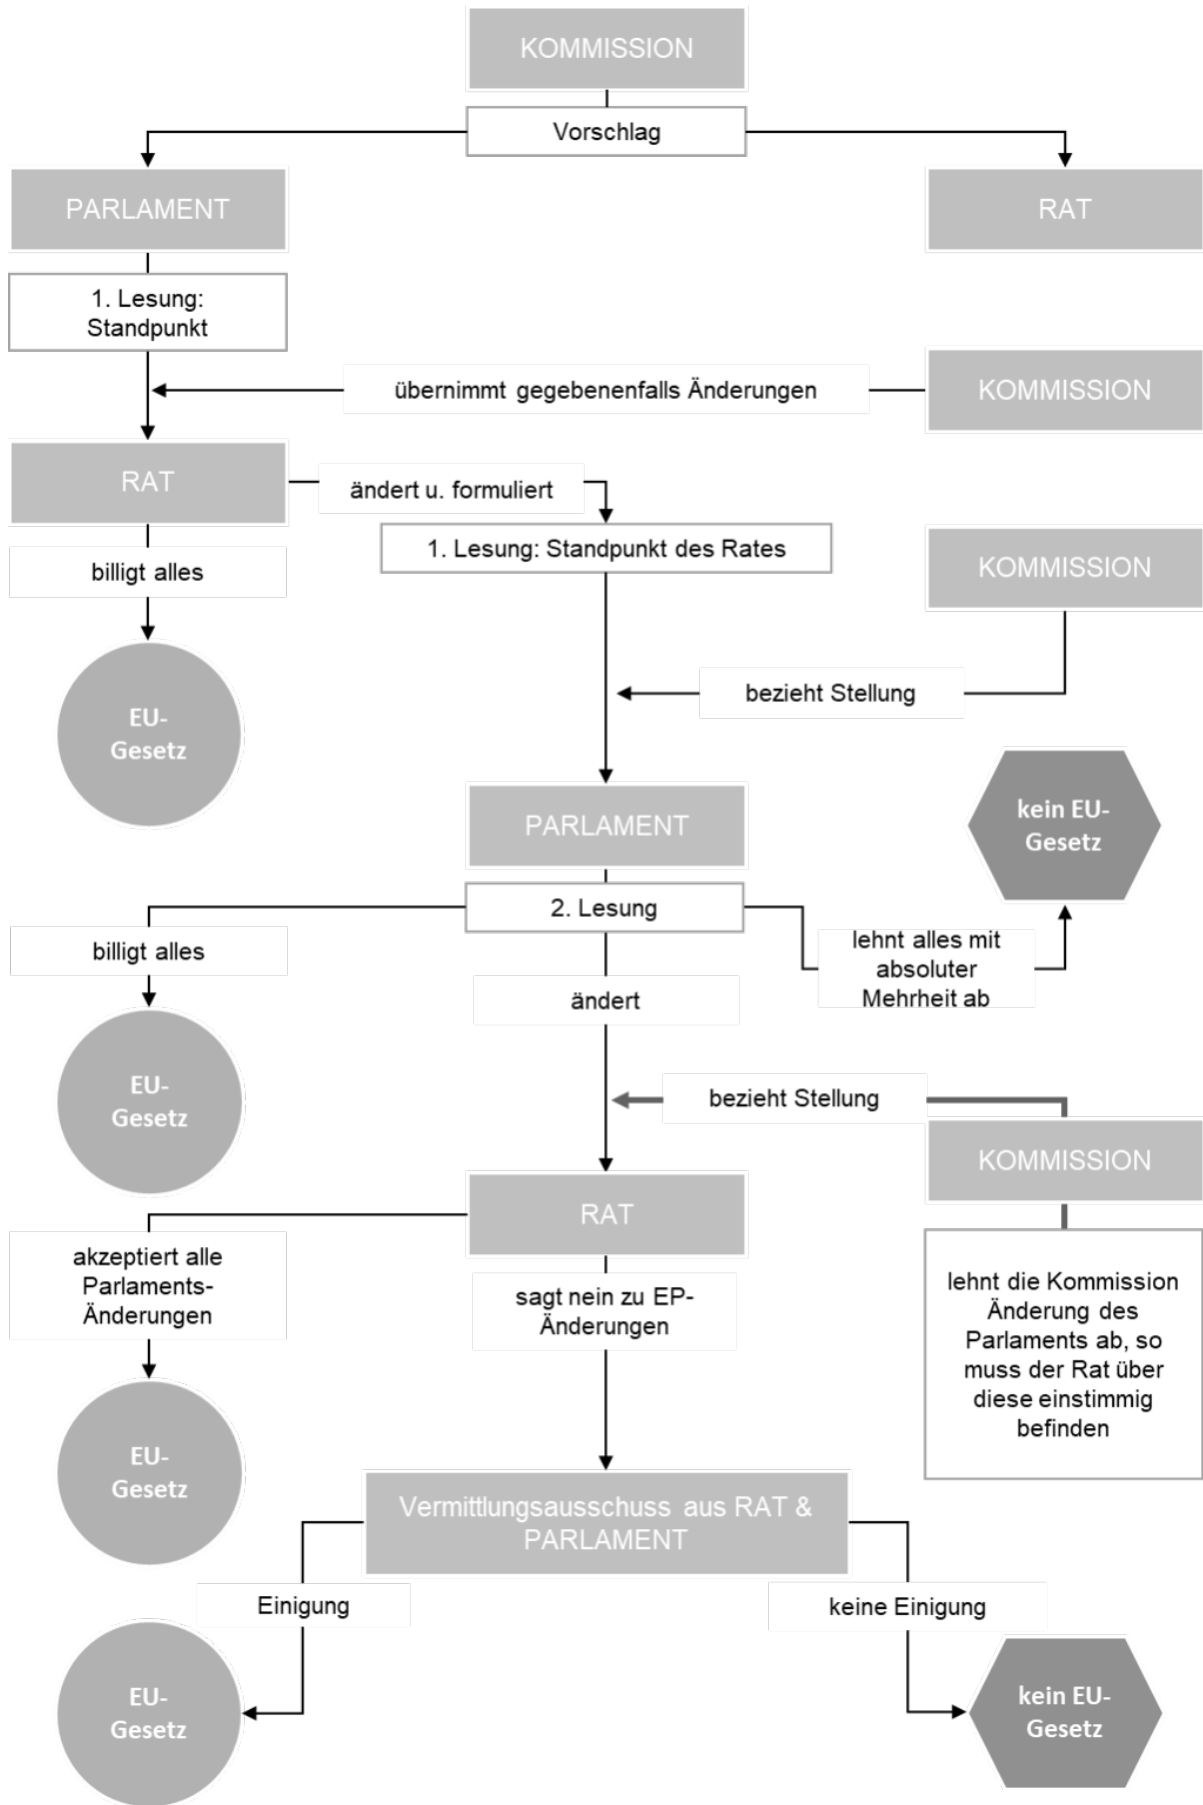 KOMMISSION
Vorschlag
PARLAMENT
RAT
1. Lesung:
Standpunkt
übernimmt gegebenenfalls Änderungen
KOMMISSION
RAT
ändert u. formuliert
1. Lesung: Standpunkt des Rates
KOMMISSION
billigt alles
bezieht Stellung
EU-
Gesetz
PARLAMENT
kein EU-
Gesetz
2. Lesung
billigt alles
lehnt alles mit
absoluter
Mehrheit ab
ändert
EU-
Gesetz
bezieht Stellung
KOMMISSION
RAT
akzeptiert alle
Parlaments-
Änderungen
sagt nein zu EP-
Änderungen
lehnt die Kommission
Änderung des
Parlaments ab, so
muss der Rat über
diese einstimmig
befinden
EU-
Gesetz
Vermittlungsausschuss aus RAT &
PARLAMENT
Einigung
keine Einigung
EU-
Gesetz
kein EU-
Gesetz